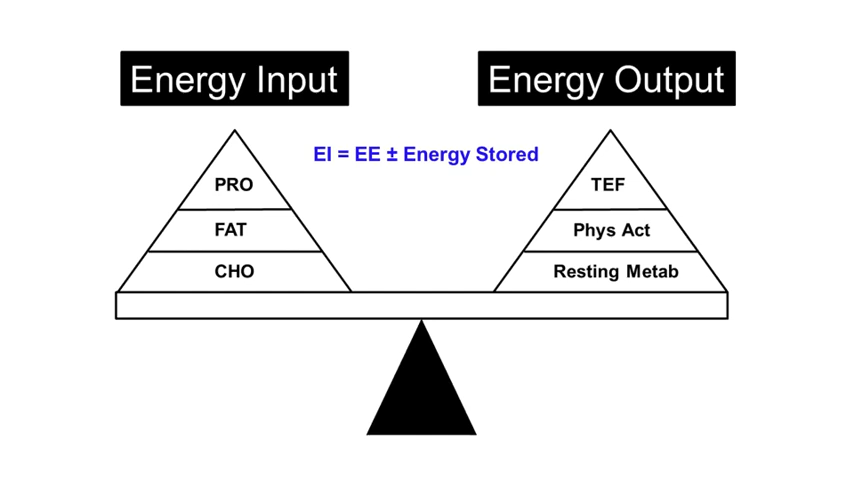 Energy Input
Energy Output
EI = EE ± Energy Stored
PRO
FAT
CHO
TEF
Phys Act
Resting Metab